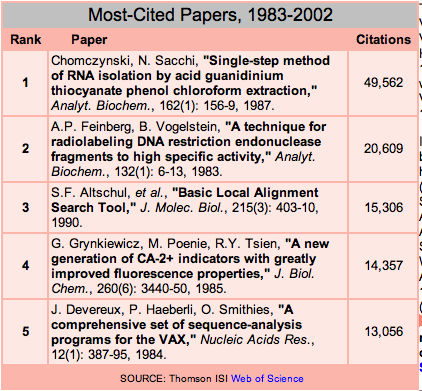 Most-Cited Papers, 1983-2002
Rank Paper Citations
1
Chomczynski, N. Sacchi, "Single-step method
of RNA isolation by acid guanidinium
thiocyanate phenol chloroform extraction,"
Analyt. Biochem., 162(1): 156-9, 1987.
49,562
2
A.P. Feinberg, B. Vogelstein, "A technique for
radiolabeling DNA restriction endonuclease
fragments to high specific activity," Analyt.
Biochem., 132(1): 6-13, 1983.
20,609
3
S.F. Altschul, et al., "Basic Local Alignment
Search Tool," J. Molec. Biol., 215(3): 403-10,
1990.
15,306
4
G. Grynkiewicz, M. Poenie, R.Y. Tsien, "A new
generation of CA-2+ indicators with greatly
improved fluorescence properties," J. Biol.
Chem., 260(6): 3440-50, 1985.
14,357
5
J. Devereux, P. Haeberli, O. Smithies, "A
comprehensive set of sequence-analysis
programs for the VAX," Nucleic Acids Res.,
12(1): 387-95, 1984.
13,056
SOURCE: Thomson ISI Web of Science